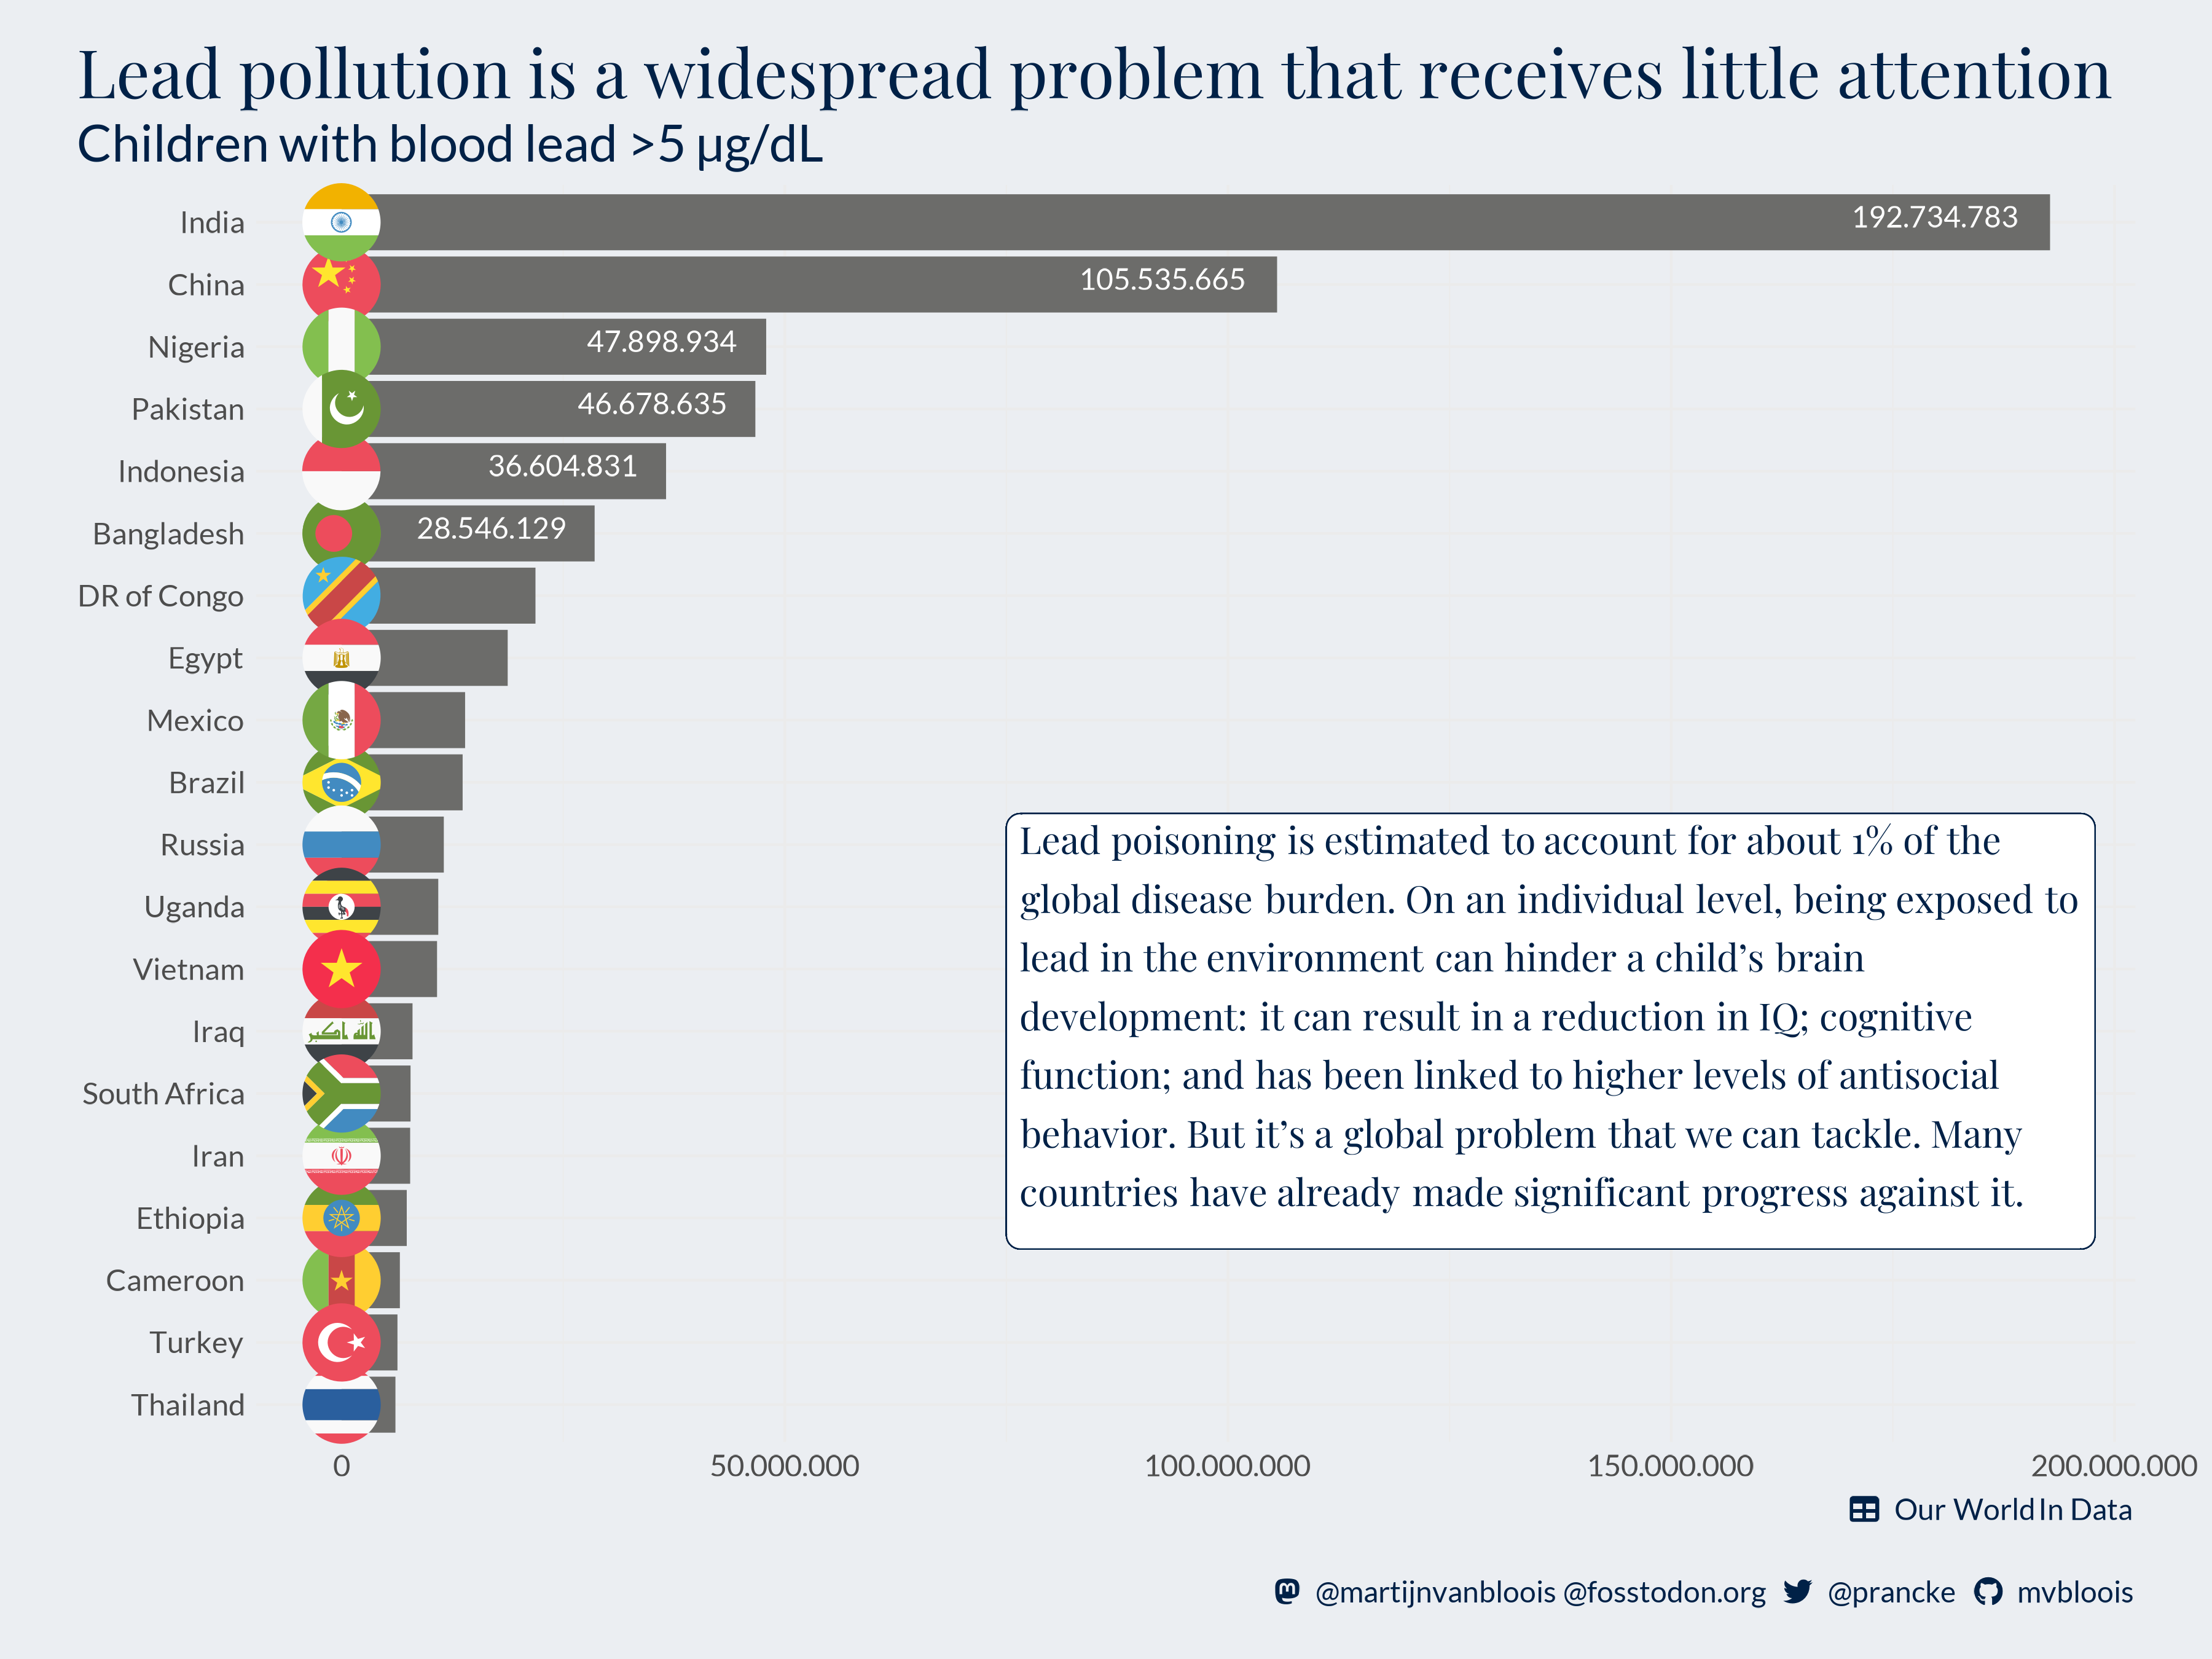 Lead pollution is a widespread problem that receives little attention
Children with blood lead >5 µg/dL
India
192.734.783
China
105.535.665
Nigeria
47.898.934
Pakistan
46.678.635
Indonesia
36.604.831
Bangladesh
28.546.129
DR of Congo
Egypt
Mexico
Brazil
Russia
Uganda
Vietnam
Iraq
الله اكبر
South Africa
Iran
Ethiopia
Cameroon
Turkey
Thailand
Lead poisoning is estimated to account for about 1% of the
global disease burden. On an individual level, being exposed to
lead in the environment can hinder a child’s brain
development: it can result in a reduction in IQ; cognitive
function; and has been linked to higher levels of antisocial
behavior. But it’s a global problem that we can tackle. Many
countries have already made significant progress against it.
0 50.000.000 100.000.000 150.000.000 200.000.000
Our World In Data
@martijnvanbloois @fosstodon.org @prancke mvbloois